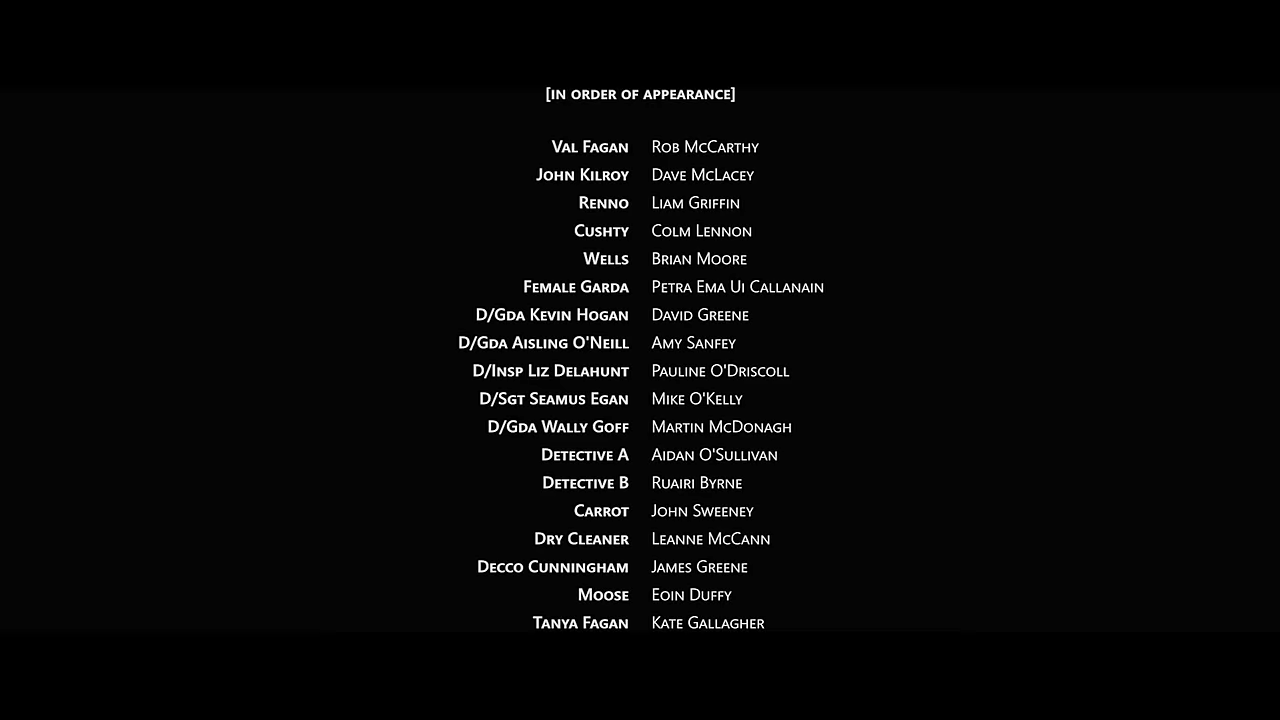 [IN ORDER OF APPEARANCE]
VAL FAGAN ROB MCCARTHY
JOHN KILROY DAVE MCLACEY
RENNO LIAM GRIFFIN
CUSHTY COLM LENNON
WELLS BRIAN MOORE
FEMALE GARDA PETRA EMA UI CALLANAIN
D/GDA KEVIN HOGAN DAVID GREENE
D/GDA AISLING O'NEILL AMY SANFEY
D/INSP LIZ DELAHUNT PAULINE O'DRISCOLL
D/SGT SEAMUS EGAN MIKE O'KELLY
D/GDA WALLY GOFF MARTIN MCDONAGH
DETECTIVE A AIDAN O'SULLIVAN
DETECTIVE B RUAIRI BYRNE
CARROT JOHN SWEENEY
DRY CLEANER LEANNE MCCANN
DECCO CUNNINGHAM JAMES GREENE
MOOSE EOIN DUFFY
TANYA FAGAN KATE GALLAGHER